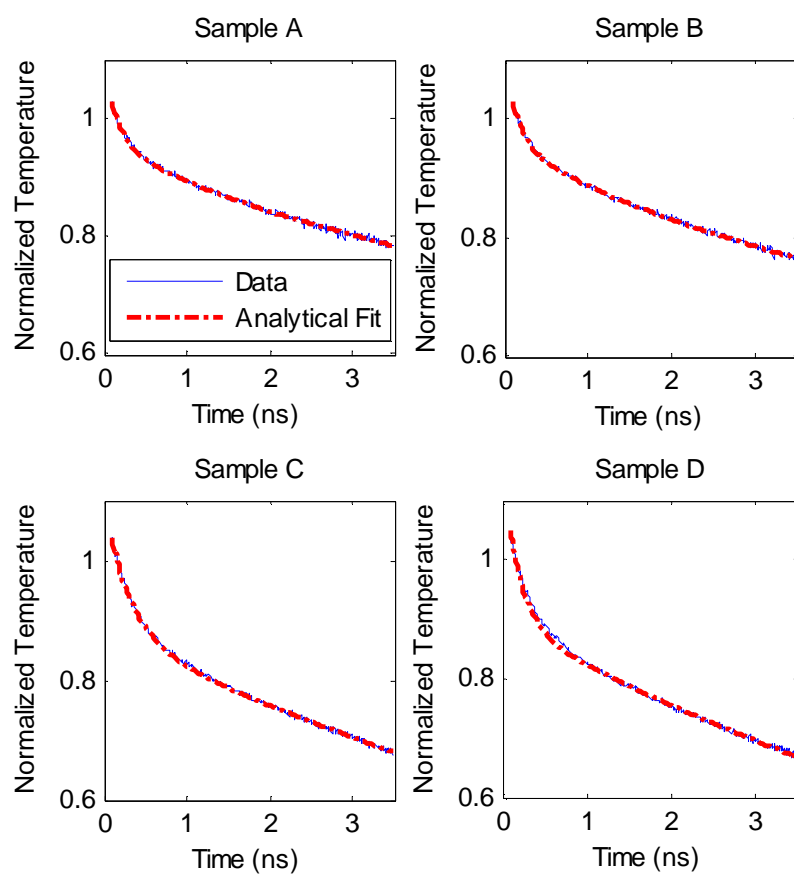 Sample A
Normalized Temperature
1
0.8
0.6
Data
Analytical Fit
0
1
2
3
Time (ns)
Sample B
Normalized Temperature
1
0.8
0.6
0
1
2
3
Time (ns)
Sample C
Normalized Temperature
1
0.8
0.6
0
1
2
3
Time (ns)
Sample D
Normalized Temperature
1
0.8
0.6
0
1
2
3
Time (ns)